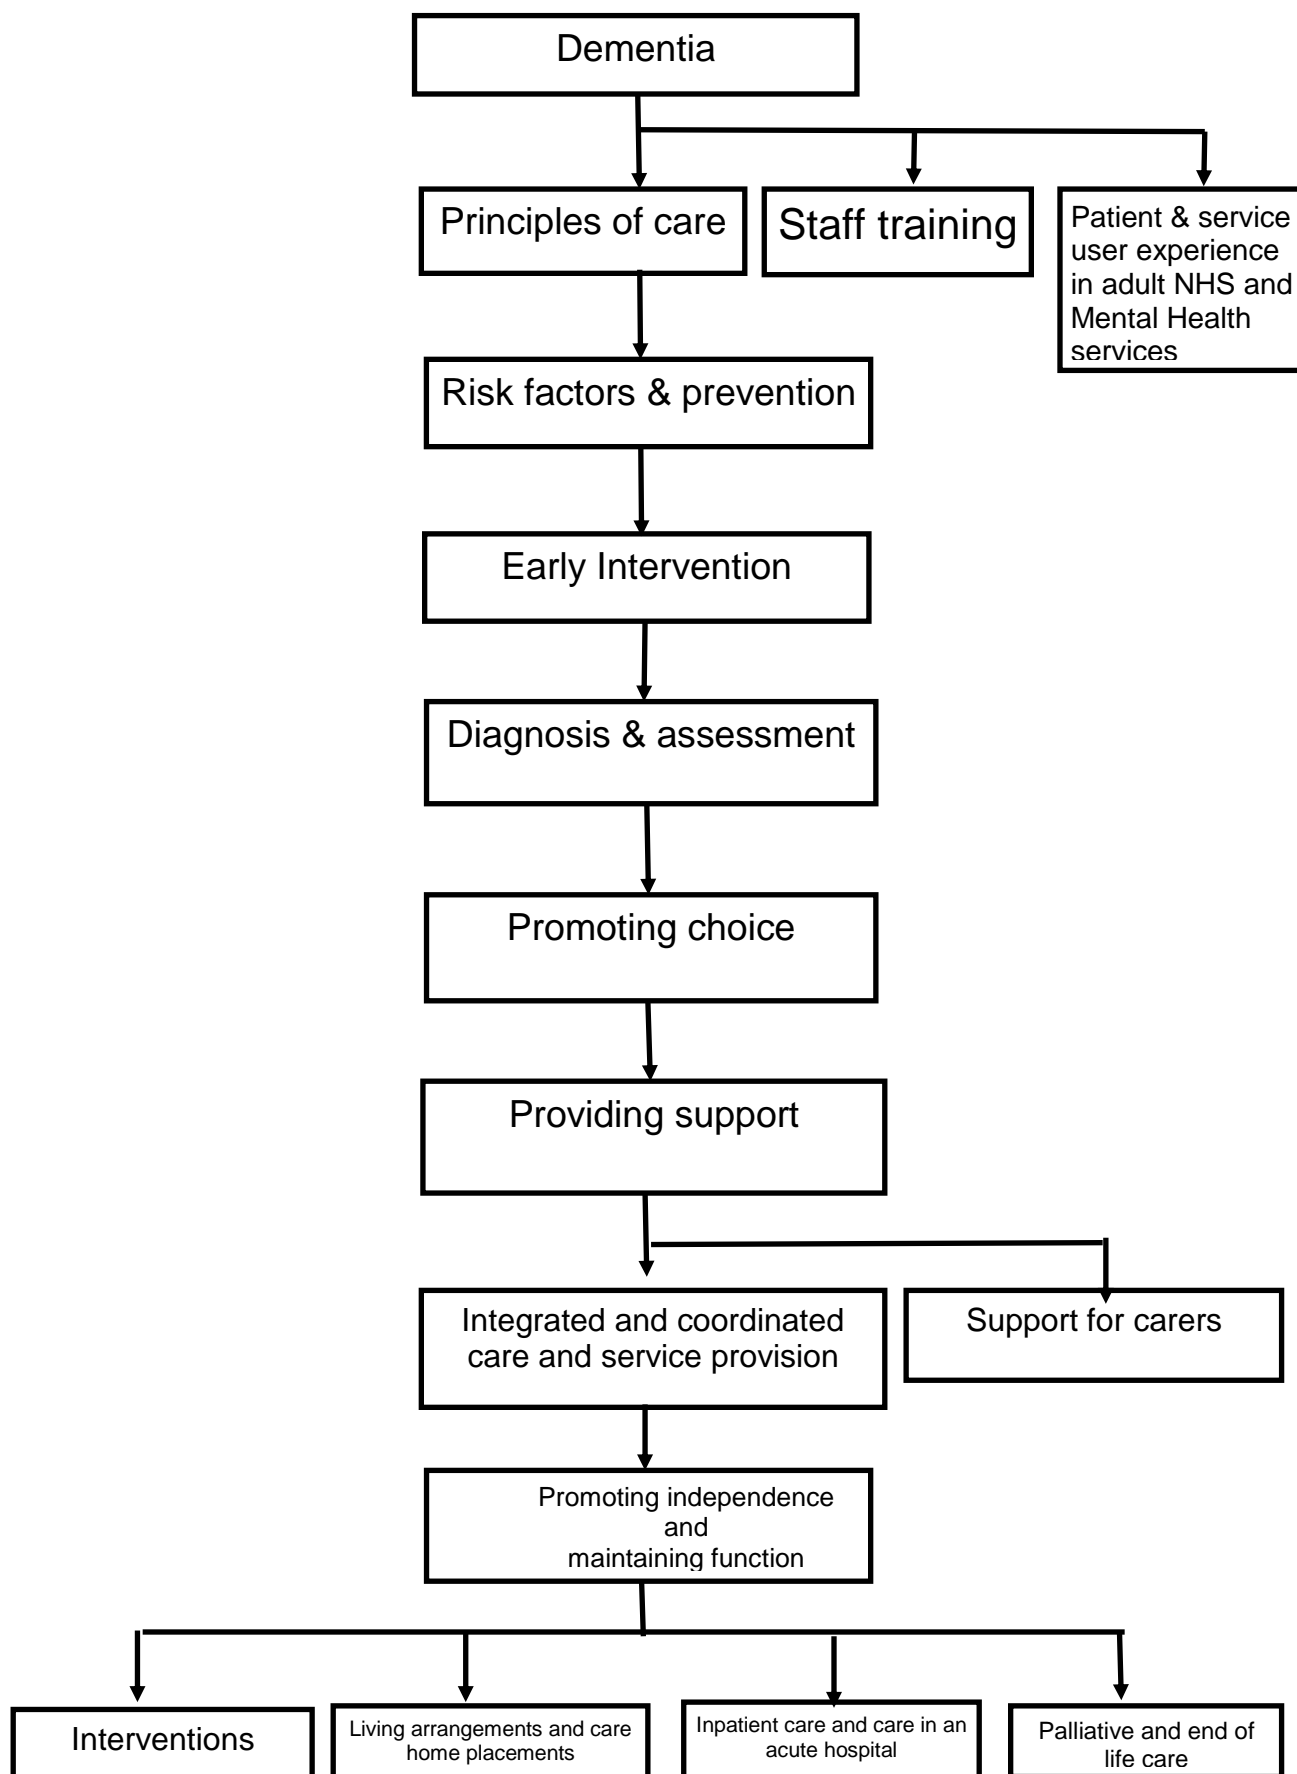 Dementia
Principles of care
Staff training
Patient & service
user experience
in adult NHS and
Mental Health
services
Risk factors & prevention
Early Intervention
Diagnosis & assessment
Promoting choice
Providing support
Integrated and coordinated
care and service provision
Support for carers
Promoting independence
and
maintaining function
Interventions
Living arrangements and care
home placements
Inpatient care and care in an
acute hospital
Palliative and end of
life care